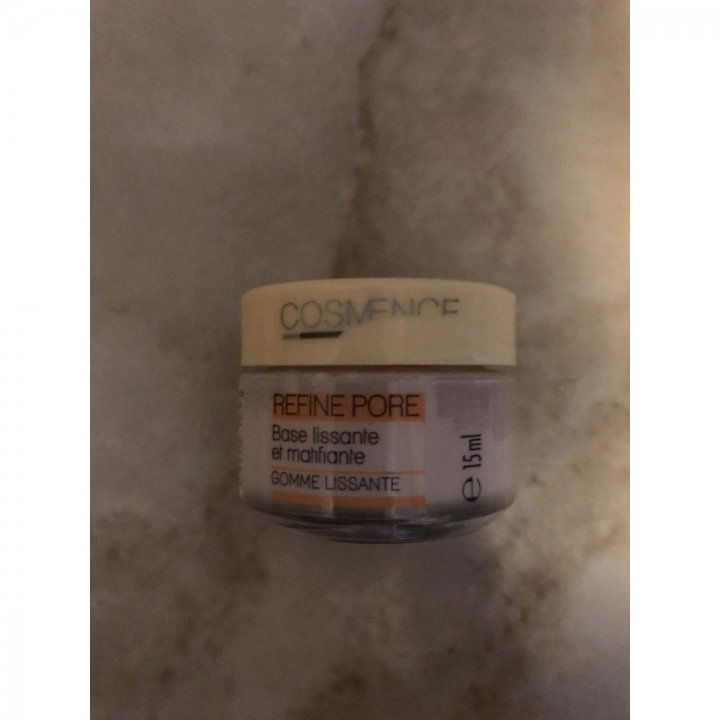 COSMENCE
REFINE PORE
Base lissante
et matifiante
GOMME LISSANTE
e 15ml